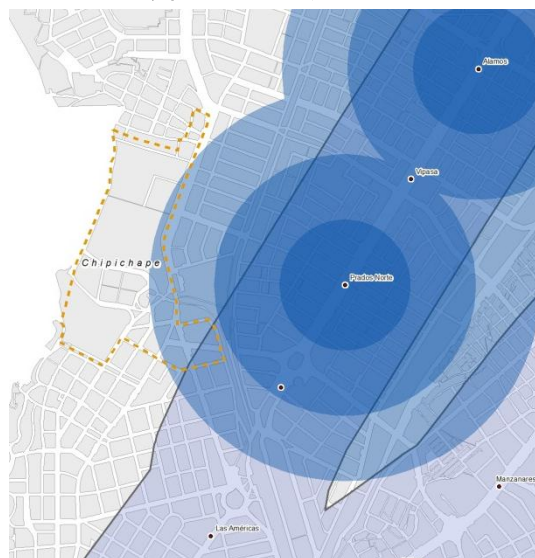 Alamos
Vipasa
Chipichape
Prados Norte
Manzanares
Las Américas